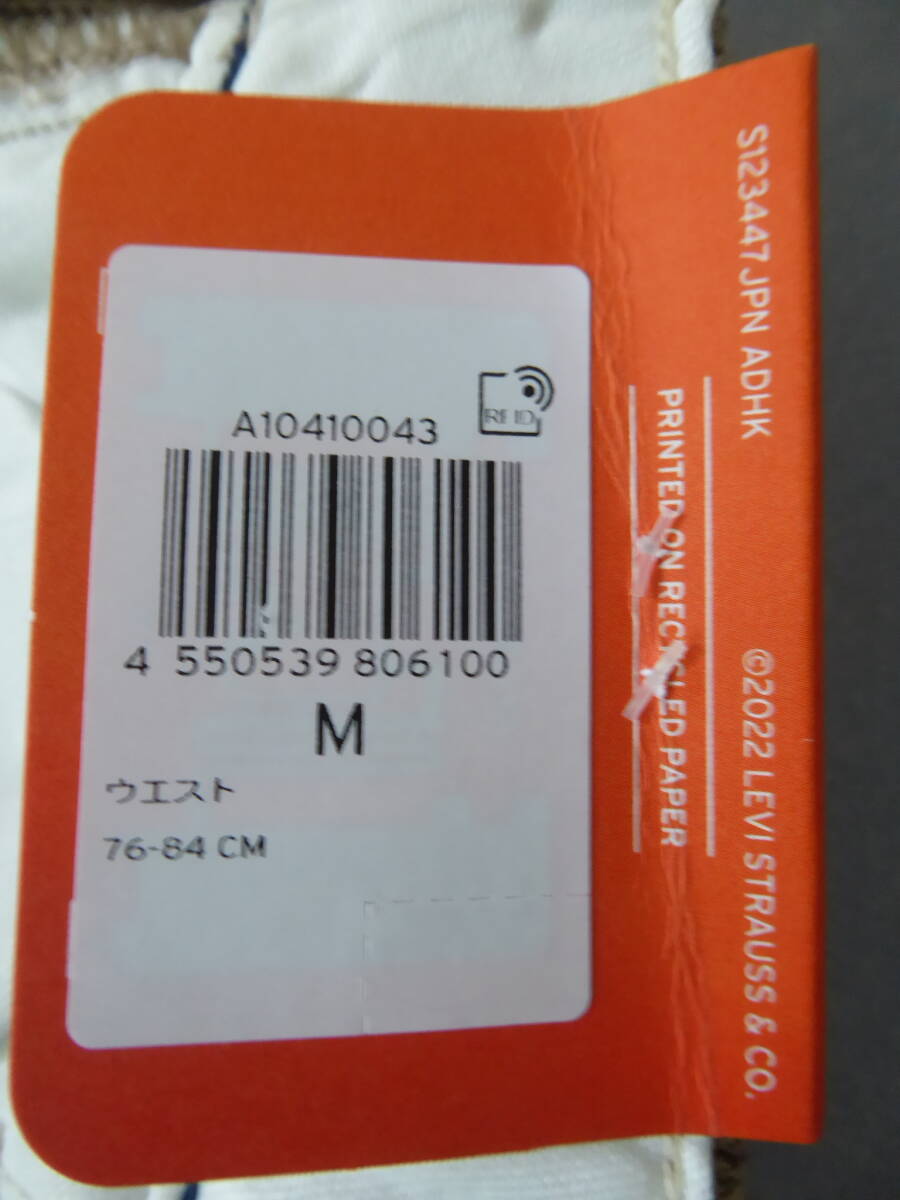 RFID
A10410043
4 550539 806100
M
ウエスト
76-84 CM
S123447 JPN ADHK
©2022 LEVI STRAUSS & CO.
PRINTED ON RECYCLED PAPER